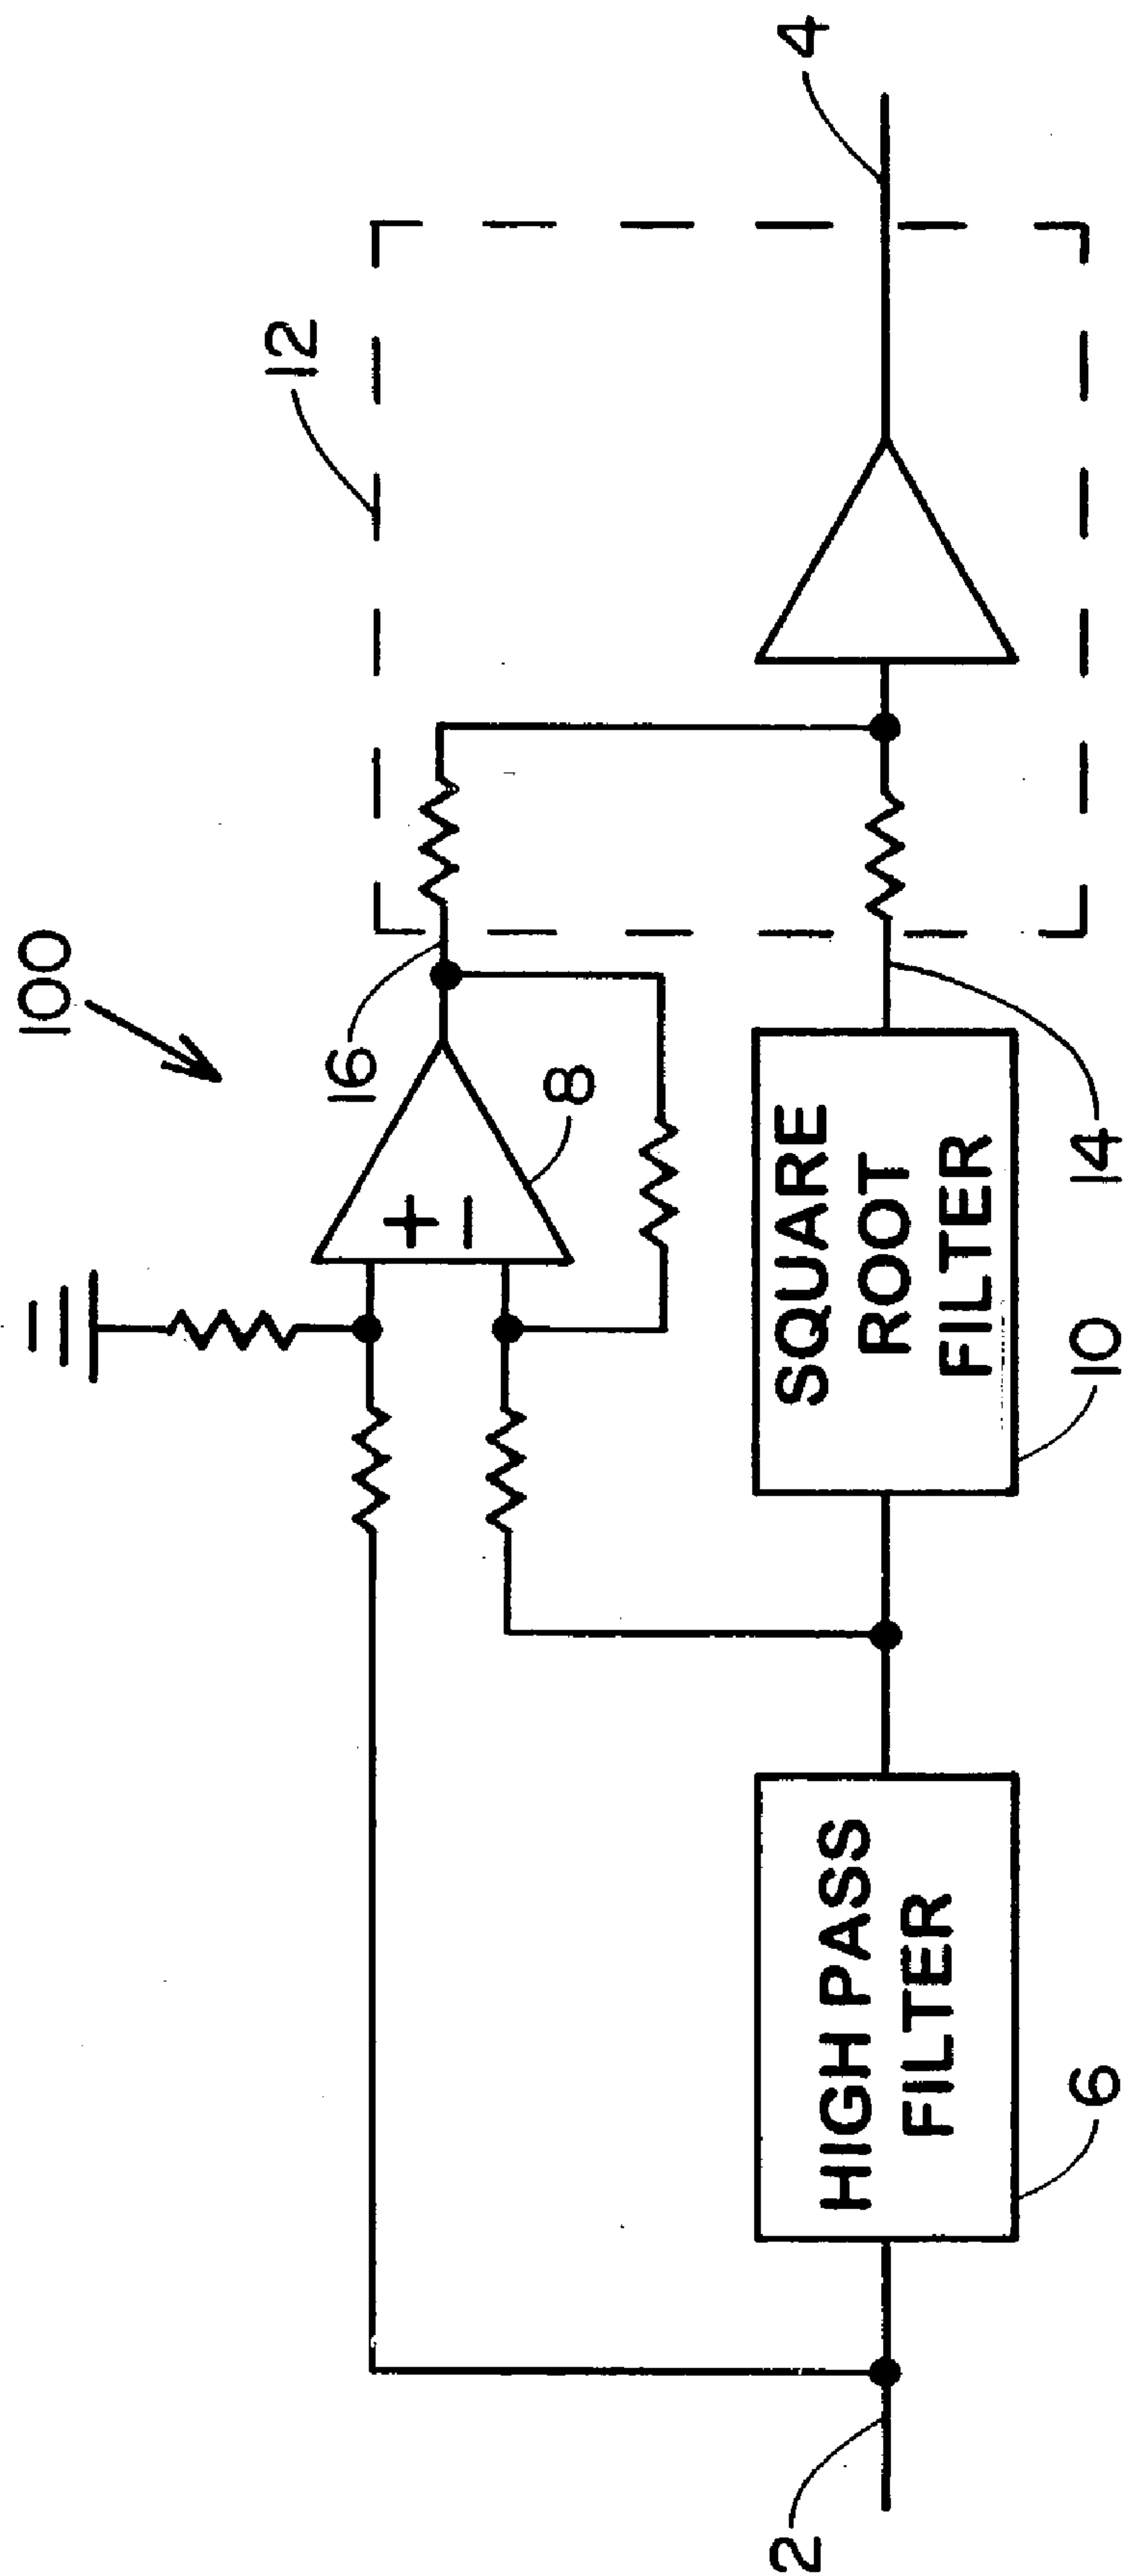 100
12
4
16
+
−
8
SQUARE
ROOT
FILTER
14
10
HIGH PASS
FILTER
6
2